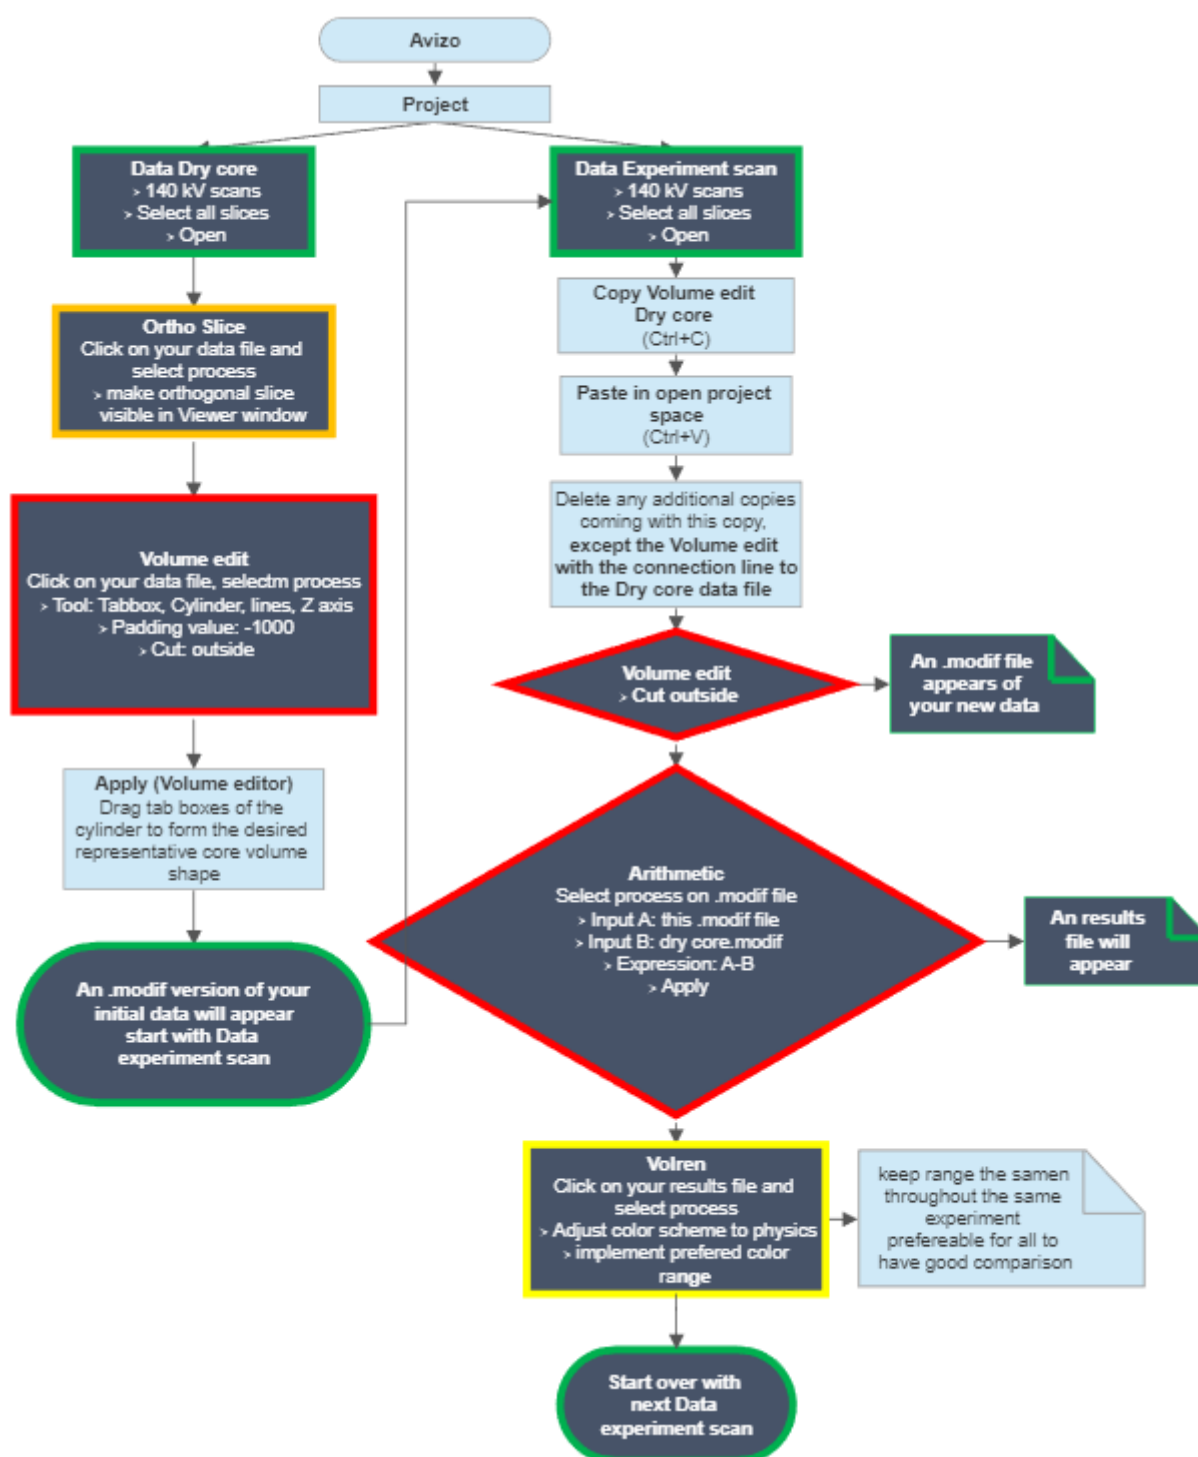 Avizo
Project
Data Dry core
> 140 kV scans
> Select all slices
> Open
Ortho Slice
Click on your data file and
select process
> make orthogonal slice
visible in Viewer window
Volume edit
Click on your data file, selectm process
> Tool: Tabbox, Cylinder, lines, Z axis
> Padding value: -1000
> Cut: outside
Apply (Volume editor)
Drag tab boxes of the
cylinder to form the desired
representative core volume
shape
An .modif version of your
initial data will appear
start with Data
experiment scan
Data Experiment scan
> 140 kV scans
> Select all slices
> Open
Copy Volume edit
Dry core
(Ctrl+C)
Paste in open project
space
(Ctrl+V)
Delete any additional copies
coming with this copy,
except the Volume edit
with the connection line to
the Dry core data file
Volume edit
> Cut outside
An .modif file
appears of
your new data
Arithmetic
Select process on .modif file
> Input A: this .modif file
> Input B: dry core.modif
> Expression: A-B
> Apply
An results
file will
appear
Volren
Click on your results file and
select process
> Adjust color scheme to physics
> implement prefered color
range
keep range the samen
throughout the same
experiment
prefereable for all to
have good comparison
Start over with
next Data
experiment scan